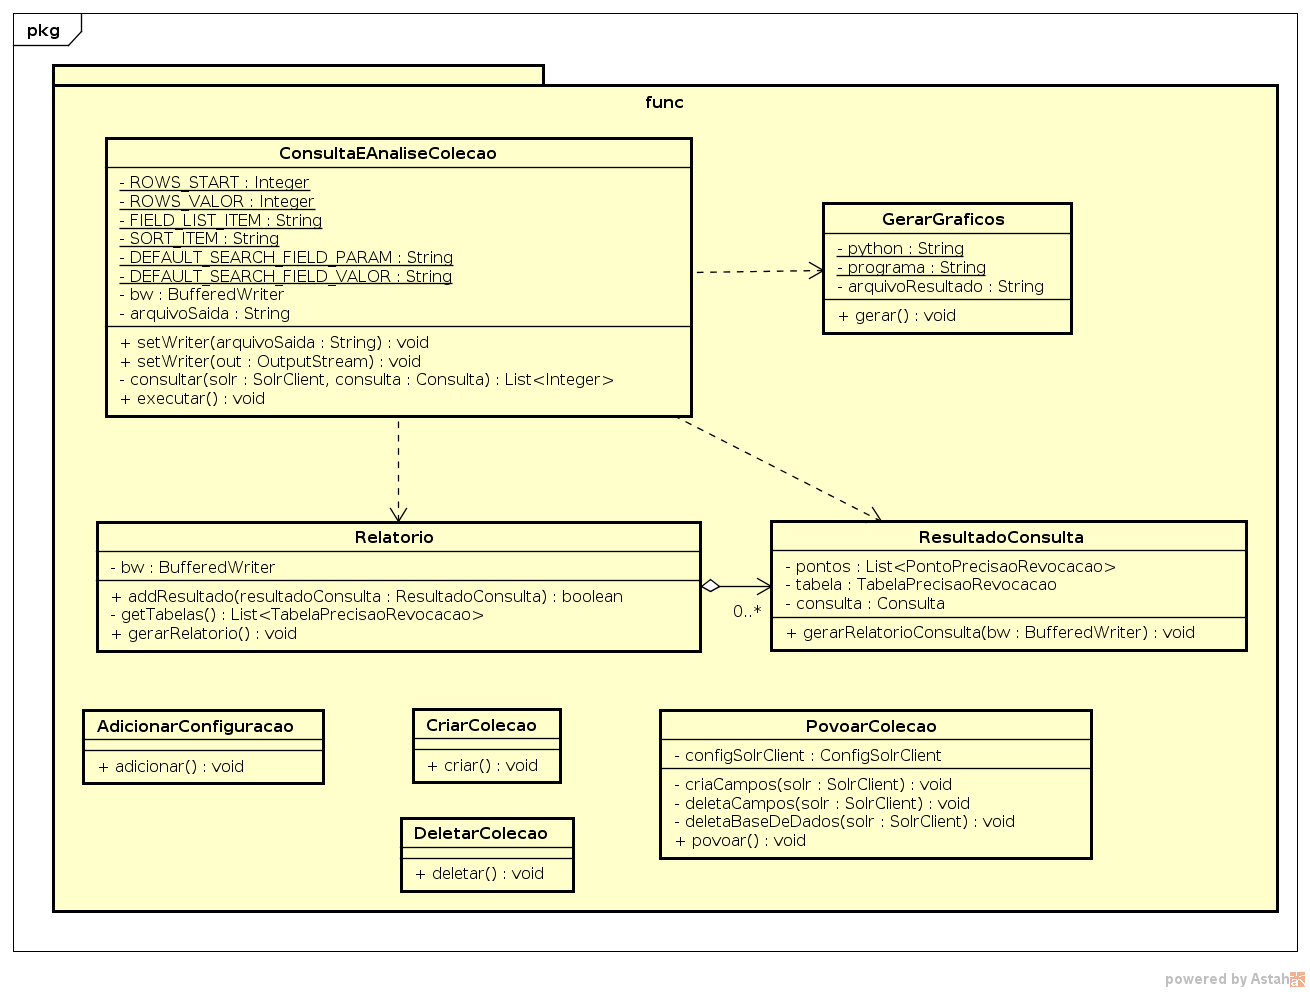 pkg
func
ConsultaEAnaliseColecao
- ROWS_START : Integer
- ROWS_VALOR : Integer
- FIELD_LIST_ITEM : String
- SORT_ITEM : String
- DEFAULT_SEARCH_FIELD_PARAM : String
- DEFAULT_SEARCH_FIELD_VALOR : String
- bw : BufferedWriter
- arquivoSaida : String
+ setWriter(arquivoSaida : String) : void
+ setWriter(out : OutputStream) : void
- consultar(solr : SolrClient, consulta : Consulta) : List<Integer>
+ executar() : void
GerarGraficos
- python : String
- programa : String
- arquivoResultado : String
+ gerar() : void
Relatorio
- bw : BufferedWriter
+ addResultado(resultadoConsulta : ResultadoConsulta) : boolean
- getTabelas() : List<TabelaPrecisaoRevocacao>
+ gerarRelatorio() : void
0..*
ResultadoConsulta
- pontos : List<PontoPrecisaoRevocacao>
- tabela : TabelaPrecisaoRevocacao
- consulta : Consulta
+ gerarRelatorioConsulta(bw : BufferedWriter) : void
AdicionarConfiguracao
+ adicionar() : void
CriarColecao
+ criar() : void
PovoarColecao
- configSolrClient : ConfigSolrClient
- criaCampos(solr : SolrClient) : void
- deletaCampos(solr : SolrClient) : void
- deletaBaseDeDados(solr : SolrClient) : void
+ povoar() : void
DeletarColecao
+ deletar() : void
powered by Astah